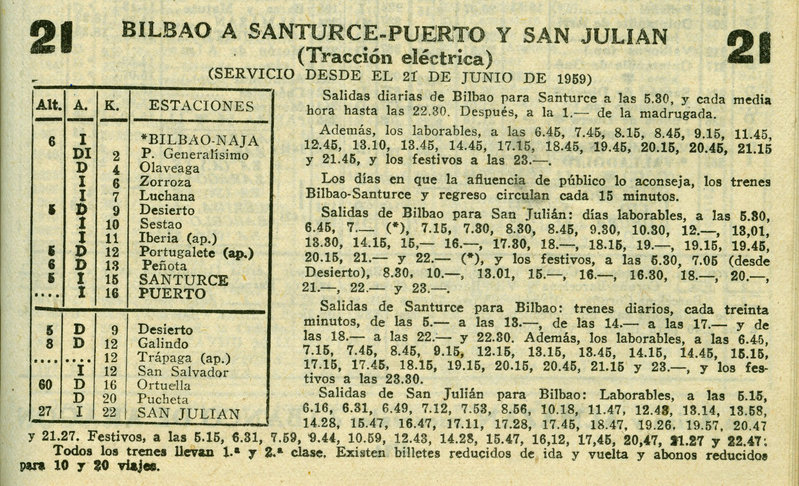 21 BILBAO A SANTURCE-PUERTO Y SAN JULIAN 21
(Tracción eléctrica)
(SERVICIO DESDE EL 21 DE JUNIO DE 1959)
Alt. A. K. ESTACIONES
6 I *BILBAO-NAJA
DI 2 P. Generalísimo
D 4 Olaveaga
I 6 Zorroza
I 7 Luchana
5 D 9 Desierto
I 10 Sestao
I 11 Iberia (ap.)
5 D 12 Portugalete (ap.)
6 D 13 Peñota
5 I 15 SANTURCE
.... I 16 PUERTO
5 D 9 Desierto
8 D 12 Galindo
.... .... 12 Trápaga (ap.)
I 12 San Salvador
60 D 16 Ortuella
D 20 Pucheta
27 I 22 SAN JULIAN
Salidas diarias de Bilbao para Santurce a las 5.30, y cada media
hora hasta las 22.30. Después, a la 1.— de la madrugada.
Además, los laborables, a las 6.45, 7.45, 8.15, 8.45, 9.15, 11.45,
12.45, 13.10, 13.45, 14.45, 17.15, 18.45, 19.45, 20.15, 20.45, 21.15
y 21.45, y los festivos a las 23.—.
Los días en que la afluencia de público lo aconseja, los trenes
Bilbao-Santurce y regreso circulan cada 15 minutos.
Salidas de Bilbao para San Julián: días laborables, a las 5.30,
6.45, 7.— (*), 7.15, 7.30, 8.30, 8.45, 9.30, 10.30, 12.—, 13,01,
13.30, 14.15, 15,— 16.—, 17.30, 18.—, 18.15, 19.—, 19.15, 19.45,
20.15, 21.— y 22.— (*), y los festivos, a las 5.30, 7.05 (desde
Desierto), 8.30, 10.—, 13.01, 15.—, 16.—, 16.30, 18.—, 20.—,
21.—, 22.— y 23.—.
Salidas de Santurce para Bilbao: trenes diarios, cada treinta
minutos, de las 5.— a las 13.—, de las 14.— a las 17.— y de
las 18.— a las 22.— y 22.30. Además, los laborables, a las 6.45,
7.15, 7.45, 8.45, 9.15, 12.15, 13.15, 13.45, 14.15, 14.45, 15.15,
17.15, 17.45, 18.15, 19.15, 20.15, 20.45, 21.15 y 23.—, y los fes-
tivos a las 23.30.
Salidas de San Julián para Bilbao: Laborables, a las 5.15,
6.16, 6.31, 6.49, 7.12, 7.53, 8.56, 10.18, 11.47, 12.43, 13.14, 13.58,
14.28, 15.47, 16.47, 17.11, 17.28, 17.45, 18.47, 19.26, 19.57, 20.47
y 21.27. Festivos, a las 5.15, 6.31, 7.59, 9.44, 10.59, 12.43, 14.28, 15.47, 16,12, 17,45, 20,47, 21.27 y 22.47.
Todos los trenes llevan 1.ª y 2.ª clase. Existen billetes reducidos de ida y vuelta y abonos reducidos
para 10 y 20 viajes.